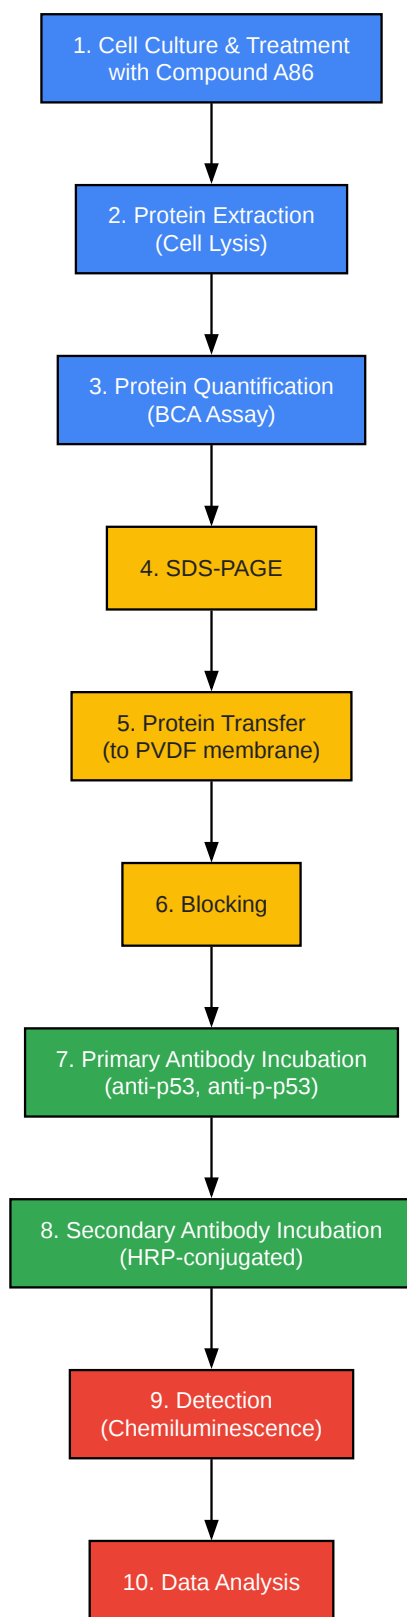 1. Cell Culture & Treatment
with Compound A86
2. Protein Extraction
(Cell Lysis)
3. Protein Quantification
(BCA Assay)
4. SDS-PAGE
5. Protein Transfer
(to PVDF membrane)
6. Blocking
7. Primary Antibody Incubation
(anti-p53, anti-p-p53)
8. Secondary Antibody Incubation
(HRP-conjugated)
9. Detection
(Chemiluminescence)
10. Data Analysis